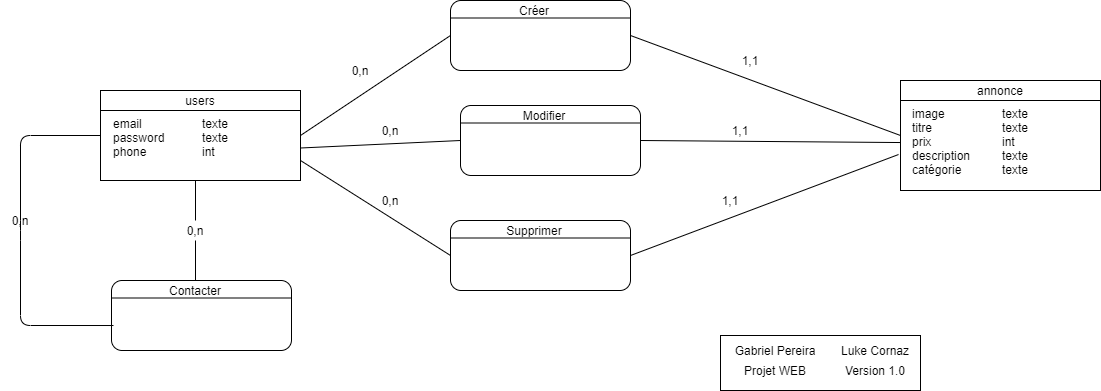 Créer
0,n
1,1
users
email texte
password texte
phone int
Modifier
0,n
1,1
annonce
image texte
titre texte
prix int
description texte
catégorie texte
0,n
1,1
Supprimer
0,n
0,n
Contacter
Gabriel Pereira Luke Cornaz
Projet WEB Version 1.0